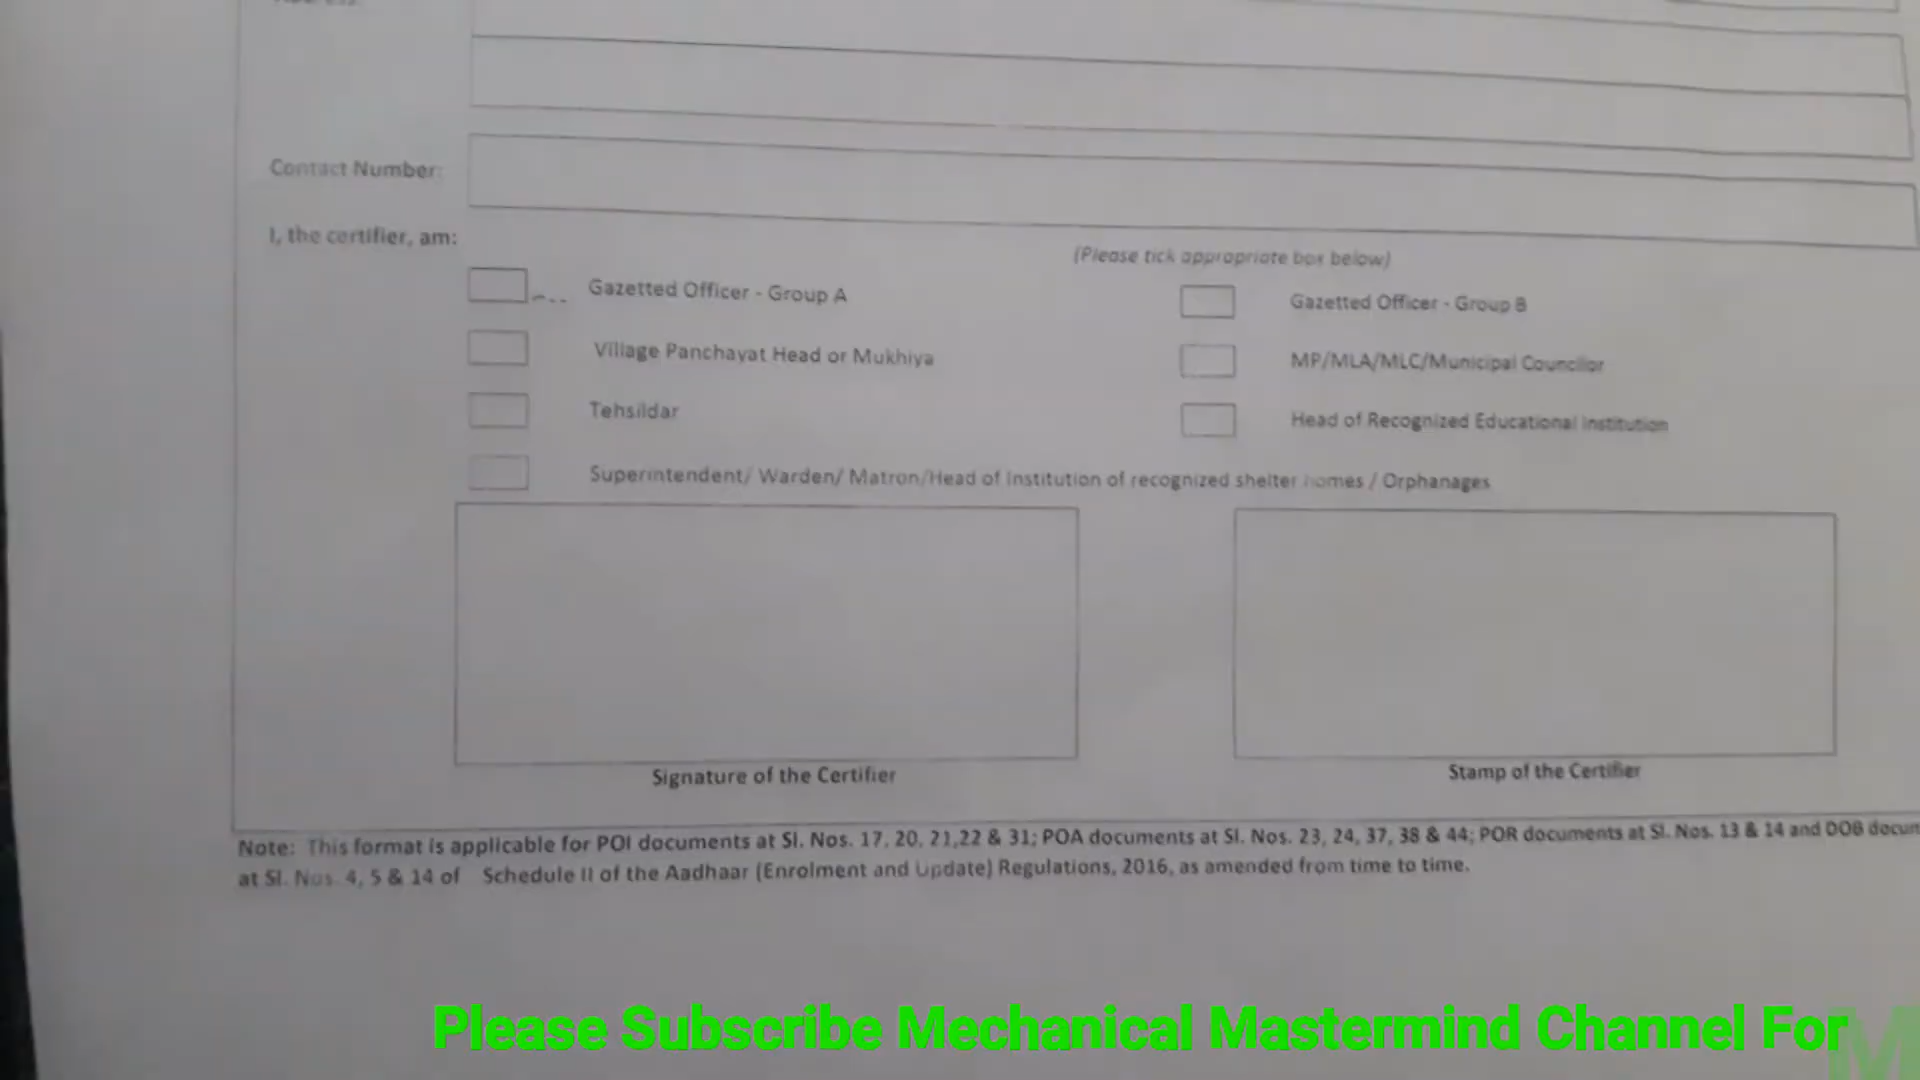 Contact Number:
I, the certifier, am:
(Please tick appropriate box below)
Gazetted Officer - Group A
Gazetted Officer - Group B
Village Panchayat Head or Mukhiya
MP/MLA/MLC/Municipal Councilor
Tehsildar
Head of Recognized Educational Institution
Superintendent/ Warden/ Matron/Head of Institution of recognized shelter homes / Orphanages
Signature of the Certifier
Stamp of the Certifier
Note: This format is applicable for POI documents at Sl. Nos. 17, 20, 21,22 & 31; POA documents at Sl. Nos. 23, 24, 37, 38 & 44; POR documents at Sl. Nos. 13 & 14 and DOB docum
at Sl. Nos. 4, 5 & 14 of Schedule II of the Aadhaar (Enrolment and Update) Regulations, 2016, as amended from time to time.
Please Subscribe Mechanical Mastermind Channel For